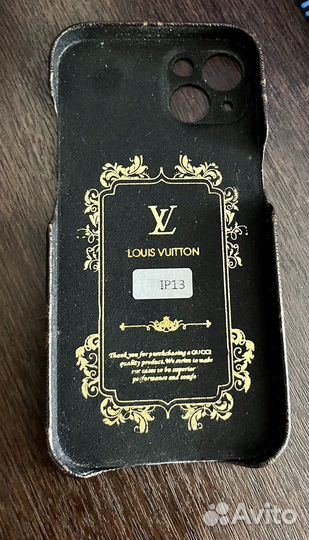 LV
LOUIS VUITTON
IP13
Thank you for purchasing a GUCCI
quality product. We strive to make
our cases to be superior
performance and comfo
Avito